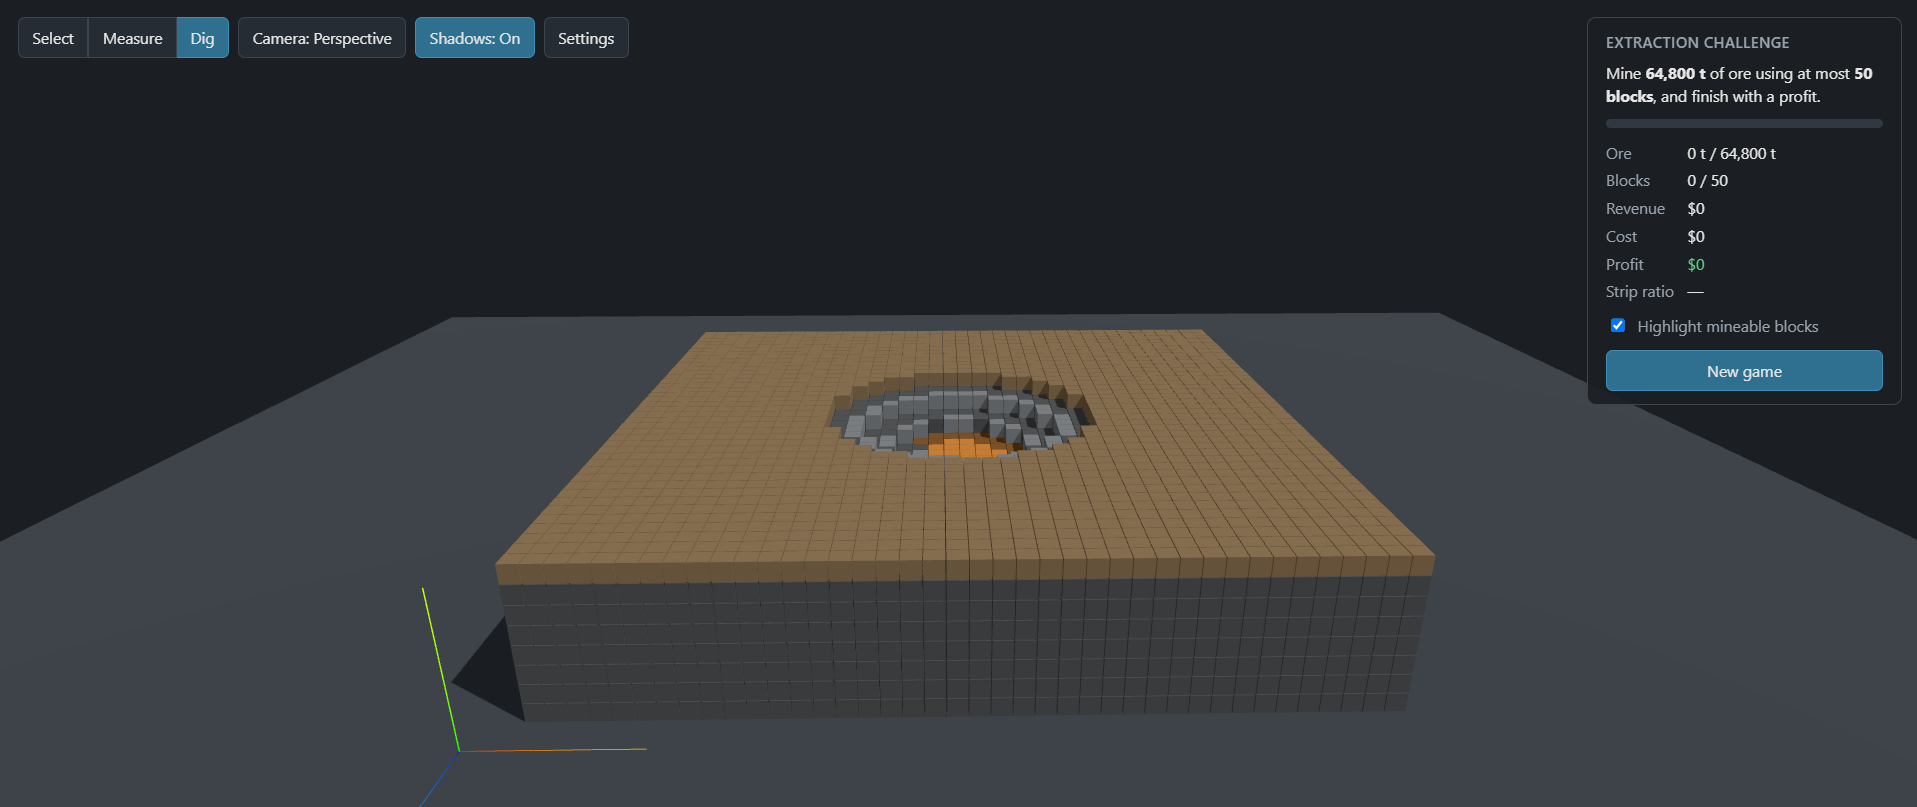 Select Measure Dig Camera: Perspective Shadows: On Settings
EXTRACTION CHALLENGE
Mine 64,800 t of ore using at most 50
blocks, and finish with a profit.
Ore 0 t / 64,800 t
Blocks 0 / 50
Revenue $0
Cost $0
Profit $0
Strip ratio —
Highlight mineable blocks
New game